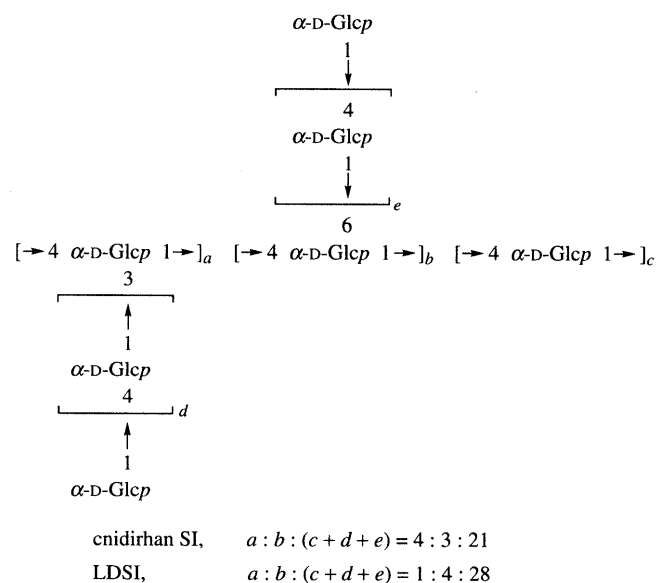 α-D-Glcp
1
4
α-D-Glcp
1
e
6
[→ 4 α-D-Glcp 1→]a [→ 4 α-D-Glcp 1→]b [→ 4 α-D-Glcp 1→ ]c
3
1
α-D-Glcp
4
d
1
α-D-Glcp
cnidirhan SI, a : b : (c + d + e) = 4 : 3 : 21
LDSI, a : b : (c + d + e) = 1 : 4 : 28